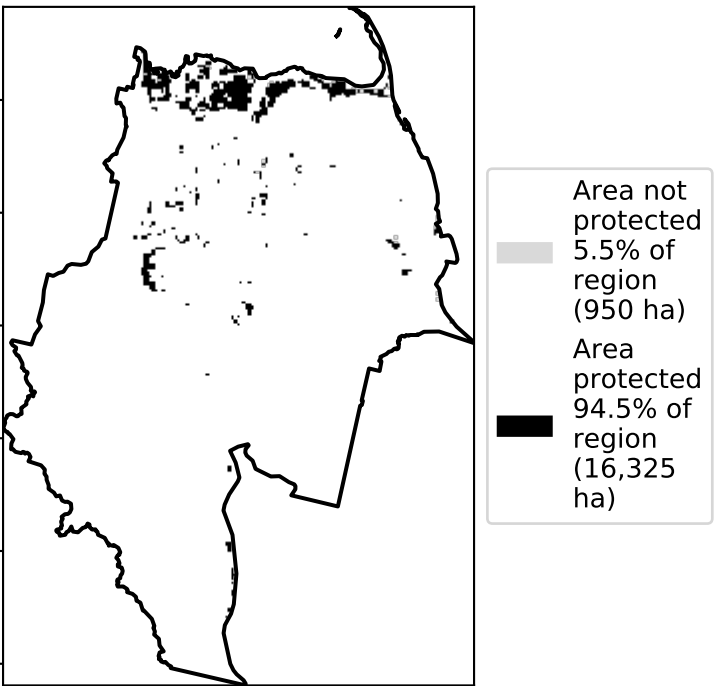 Area not
protected
5.5% of
region
(950 ha)
Area
protected
94.5% of
region
(16,325
ha)